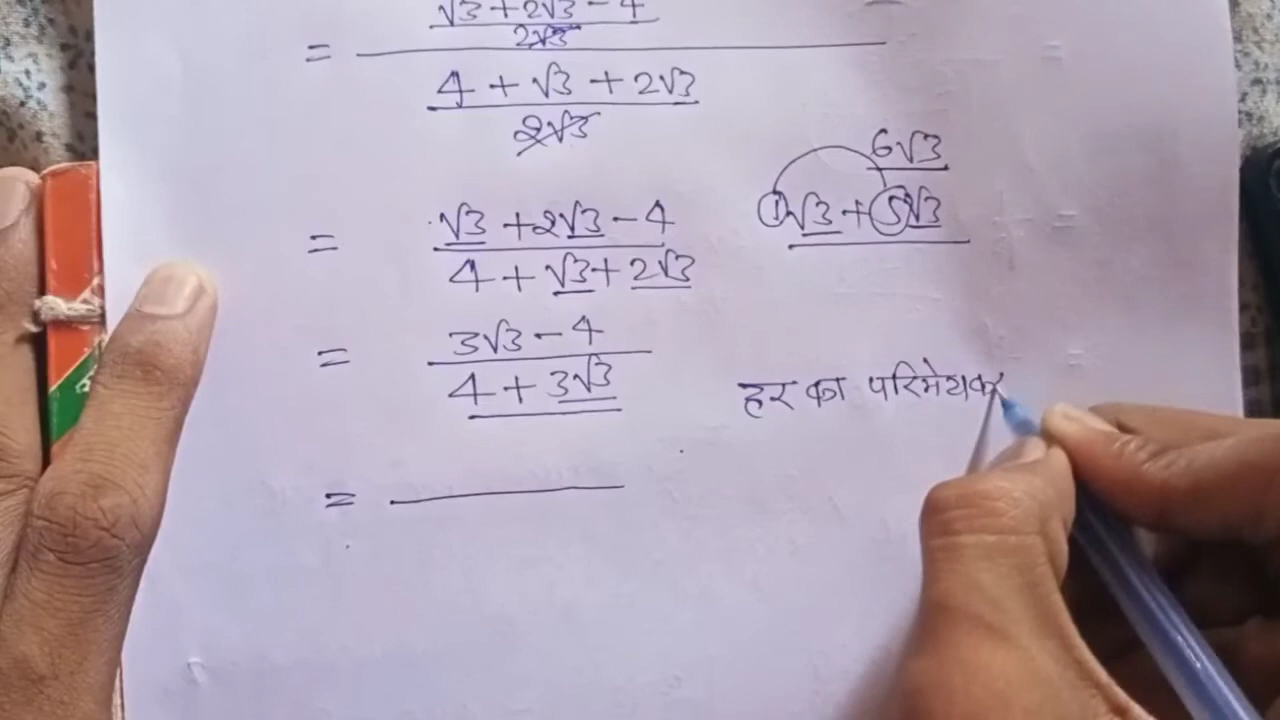 √3 + 2√3 - 4
2√3
=
4 + √3 + 2√3
2√3
6√3
= √3 + 2√3 - 4
4 + √3 + 2√3
1√3 + 5√3
= 3√3 - 4
4 + 3√3
हर का परिमेयकर
=